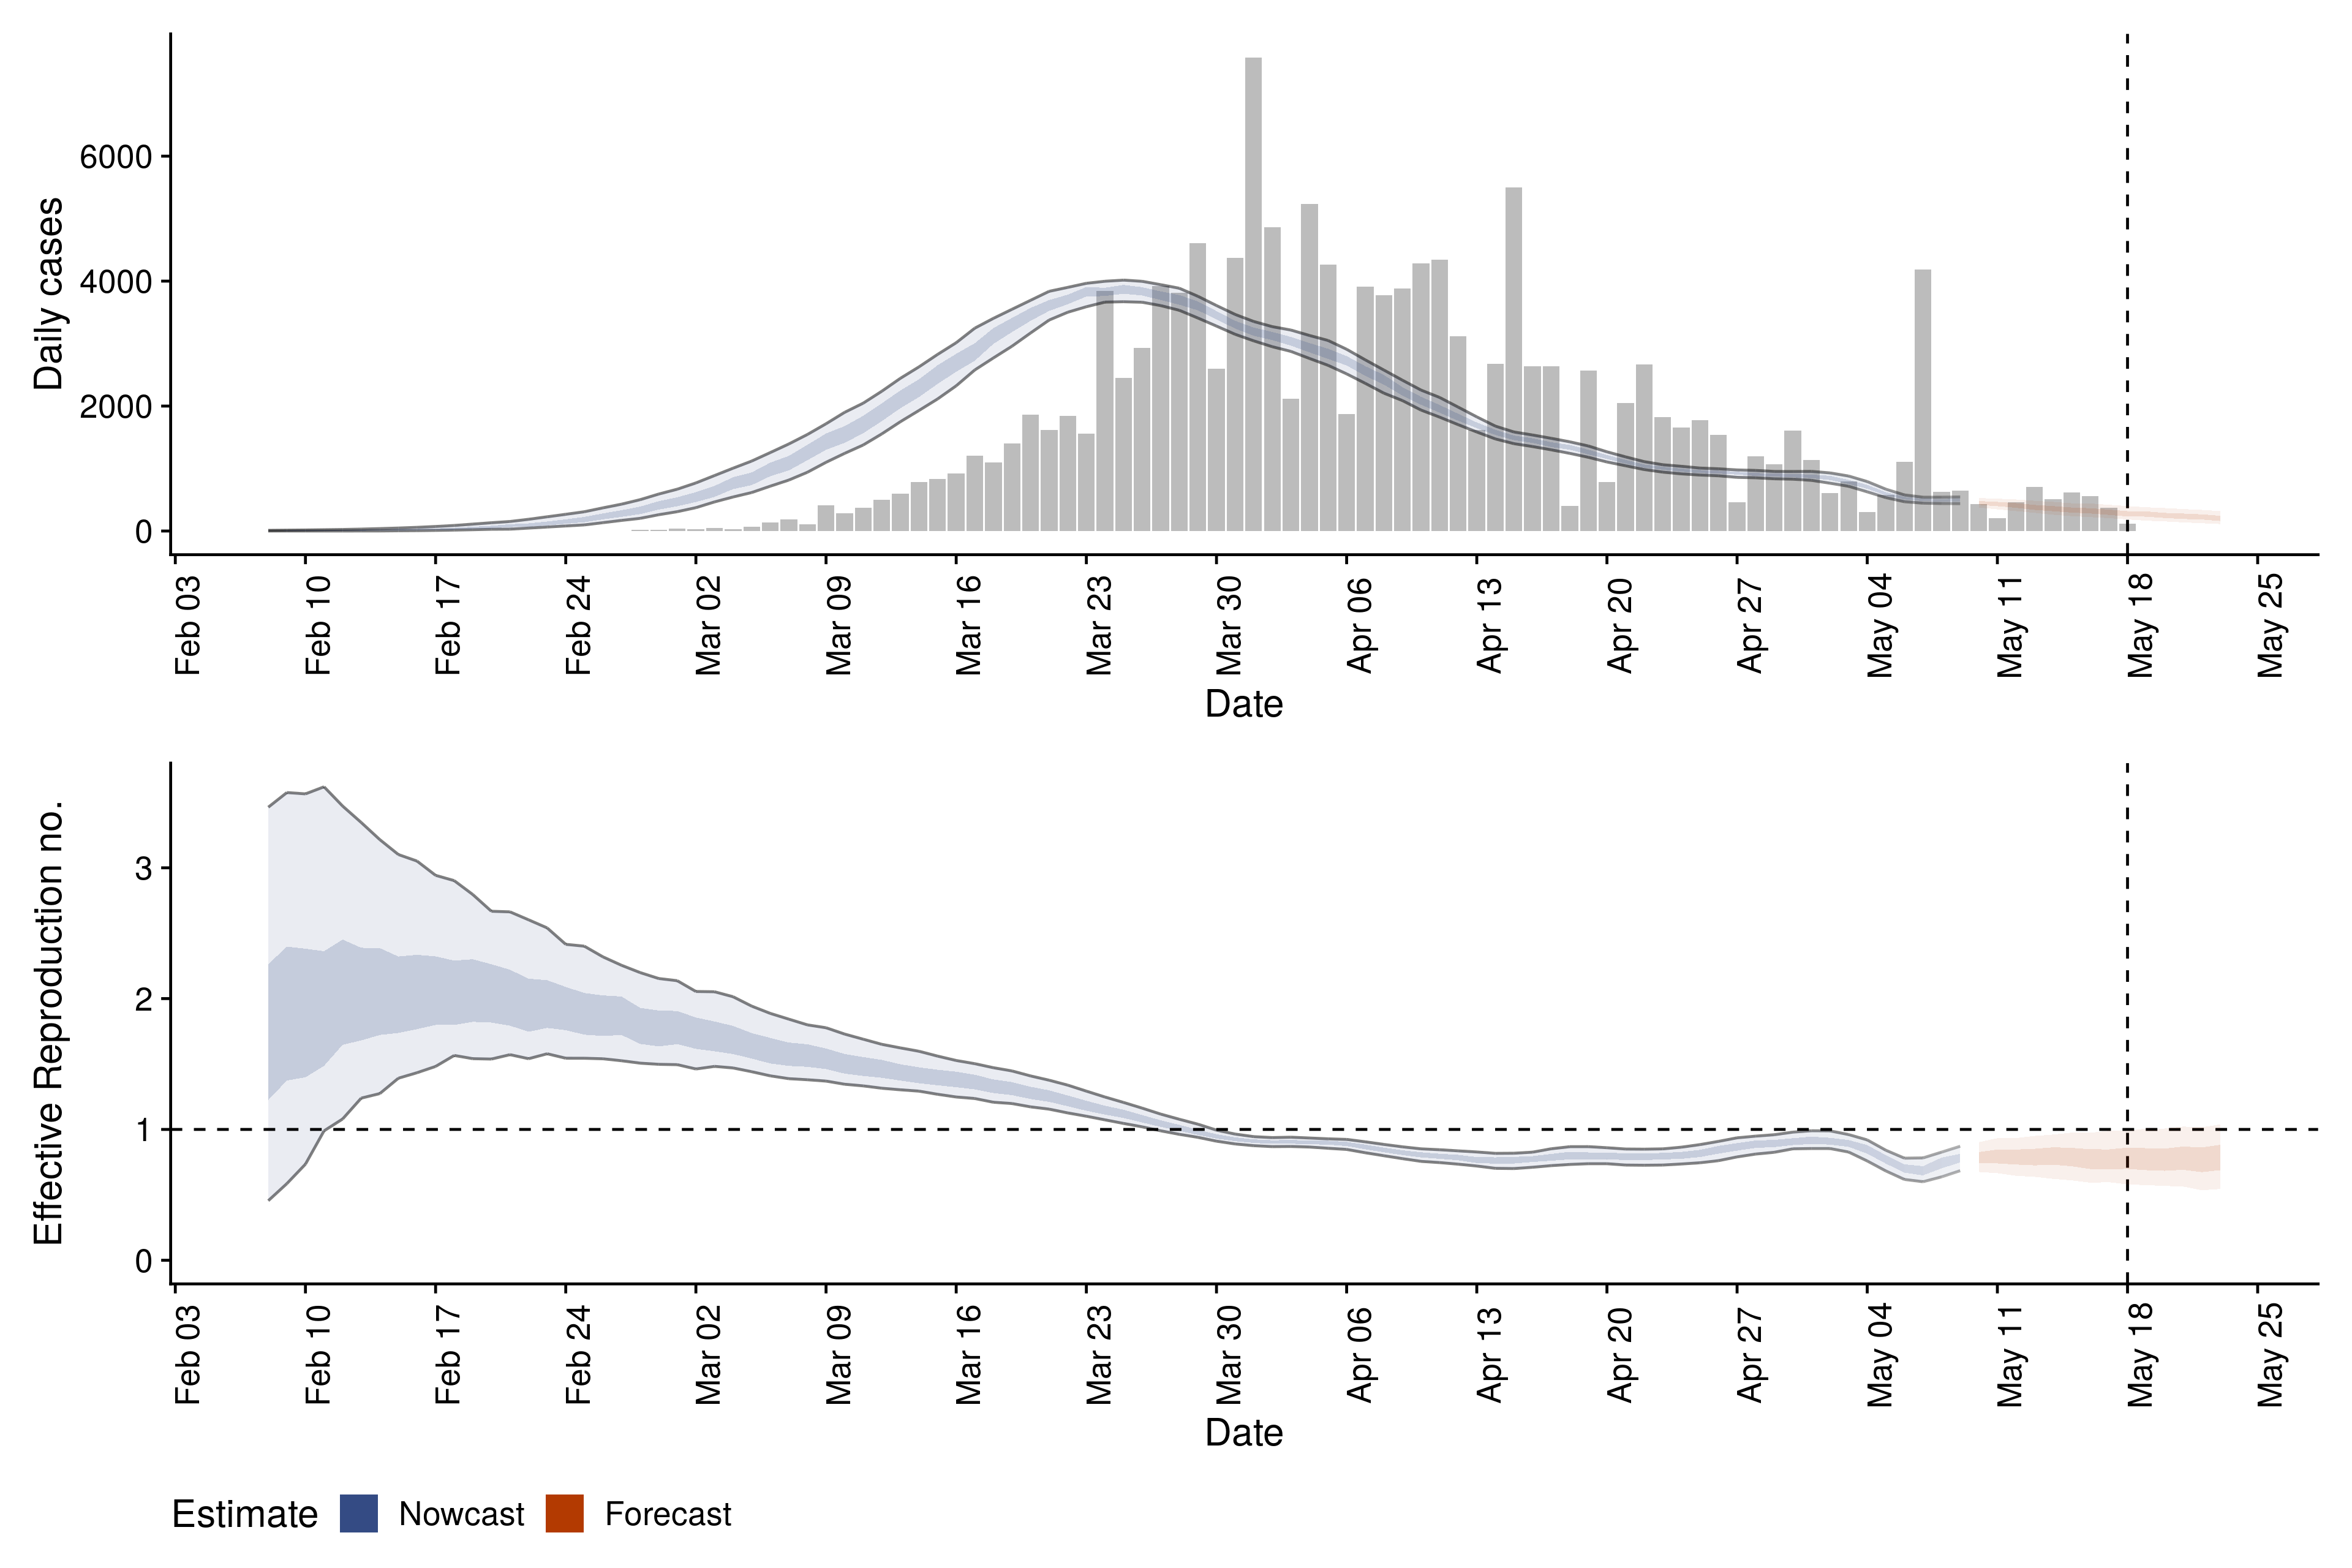 Daily cases
6000
4000
2000
0
Feb 03
Feb 10
Feb 17
Feb 24
Mar 02
Mar 09
Mar 16
Mar 23
Mar 30
Apr 06
Apr 13
Apr 20
Apr 27
May 04
May 11
May 18
May 25
Date
Effective Reproduction no.
3
2
1
0
Feb 03
Feb 10
Feb 17
Feb 24
Mar 02
Mar 09
Mar 16
Mar 23
Mar 30
Apr 06
Apr 13
Apr 20
Apr 27
May 04
May 11
May 18
May 25
Date
Estimate Nowcast Forecast